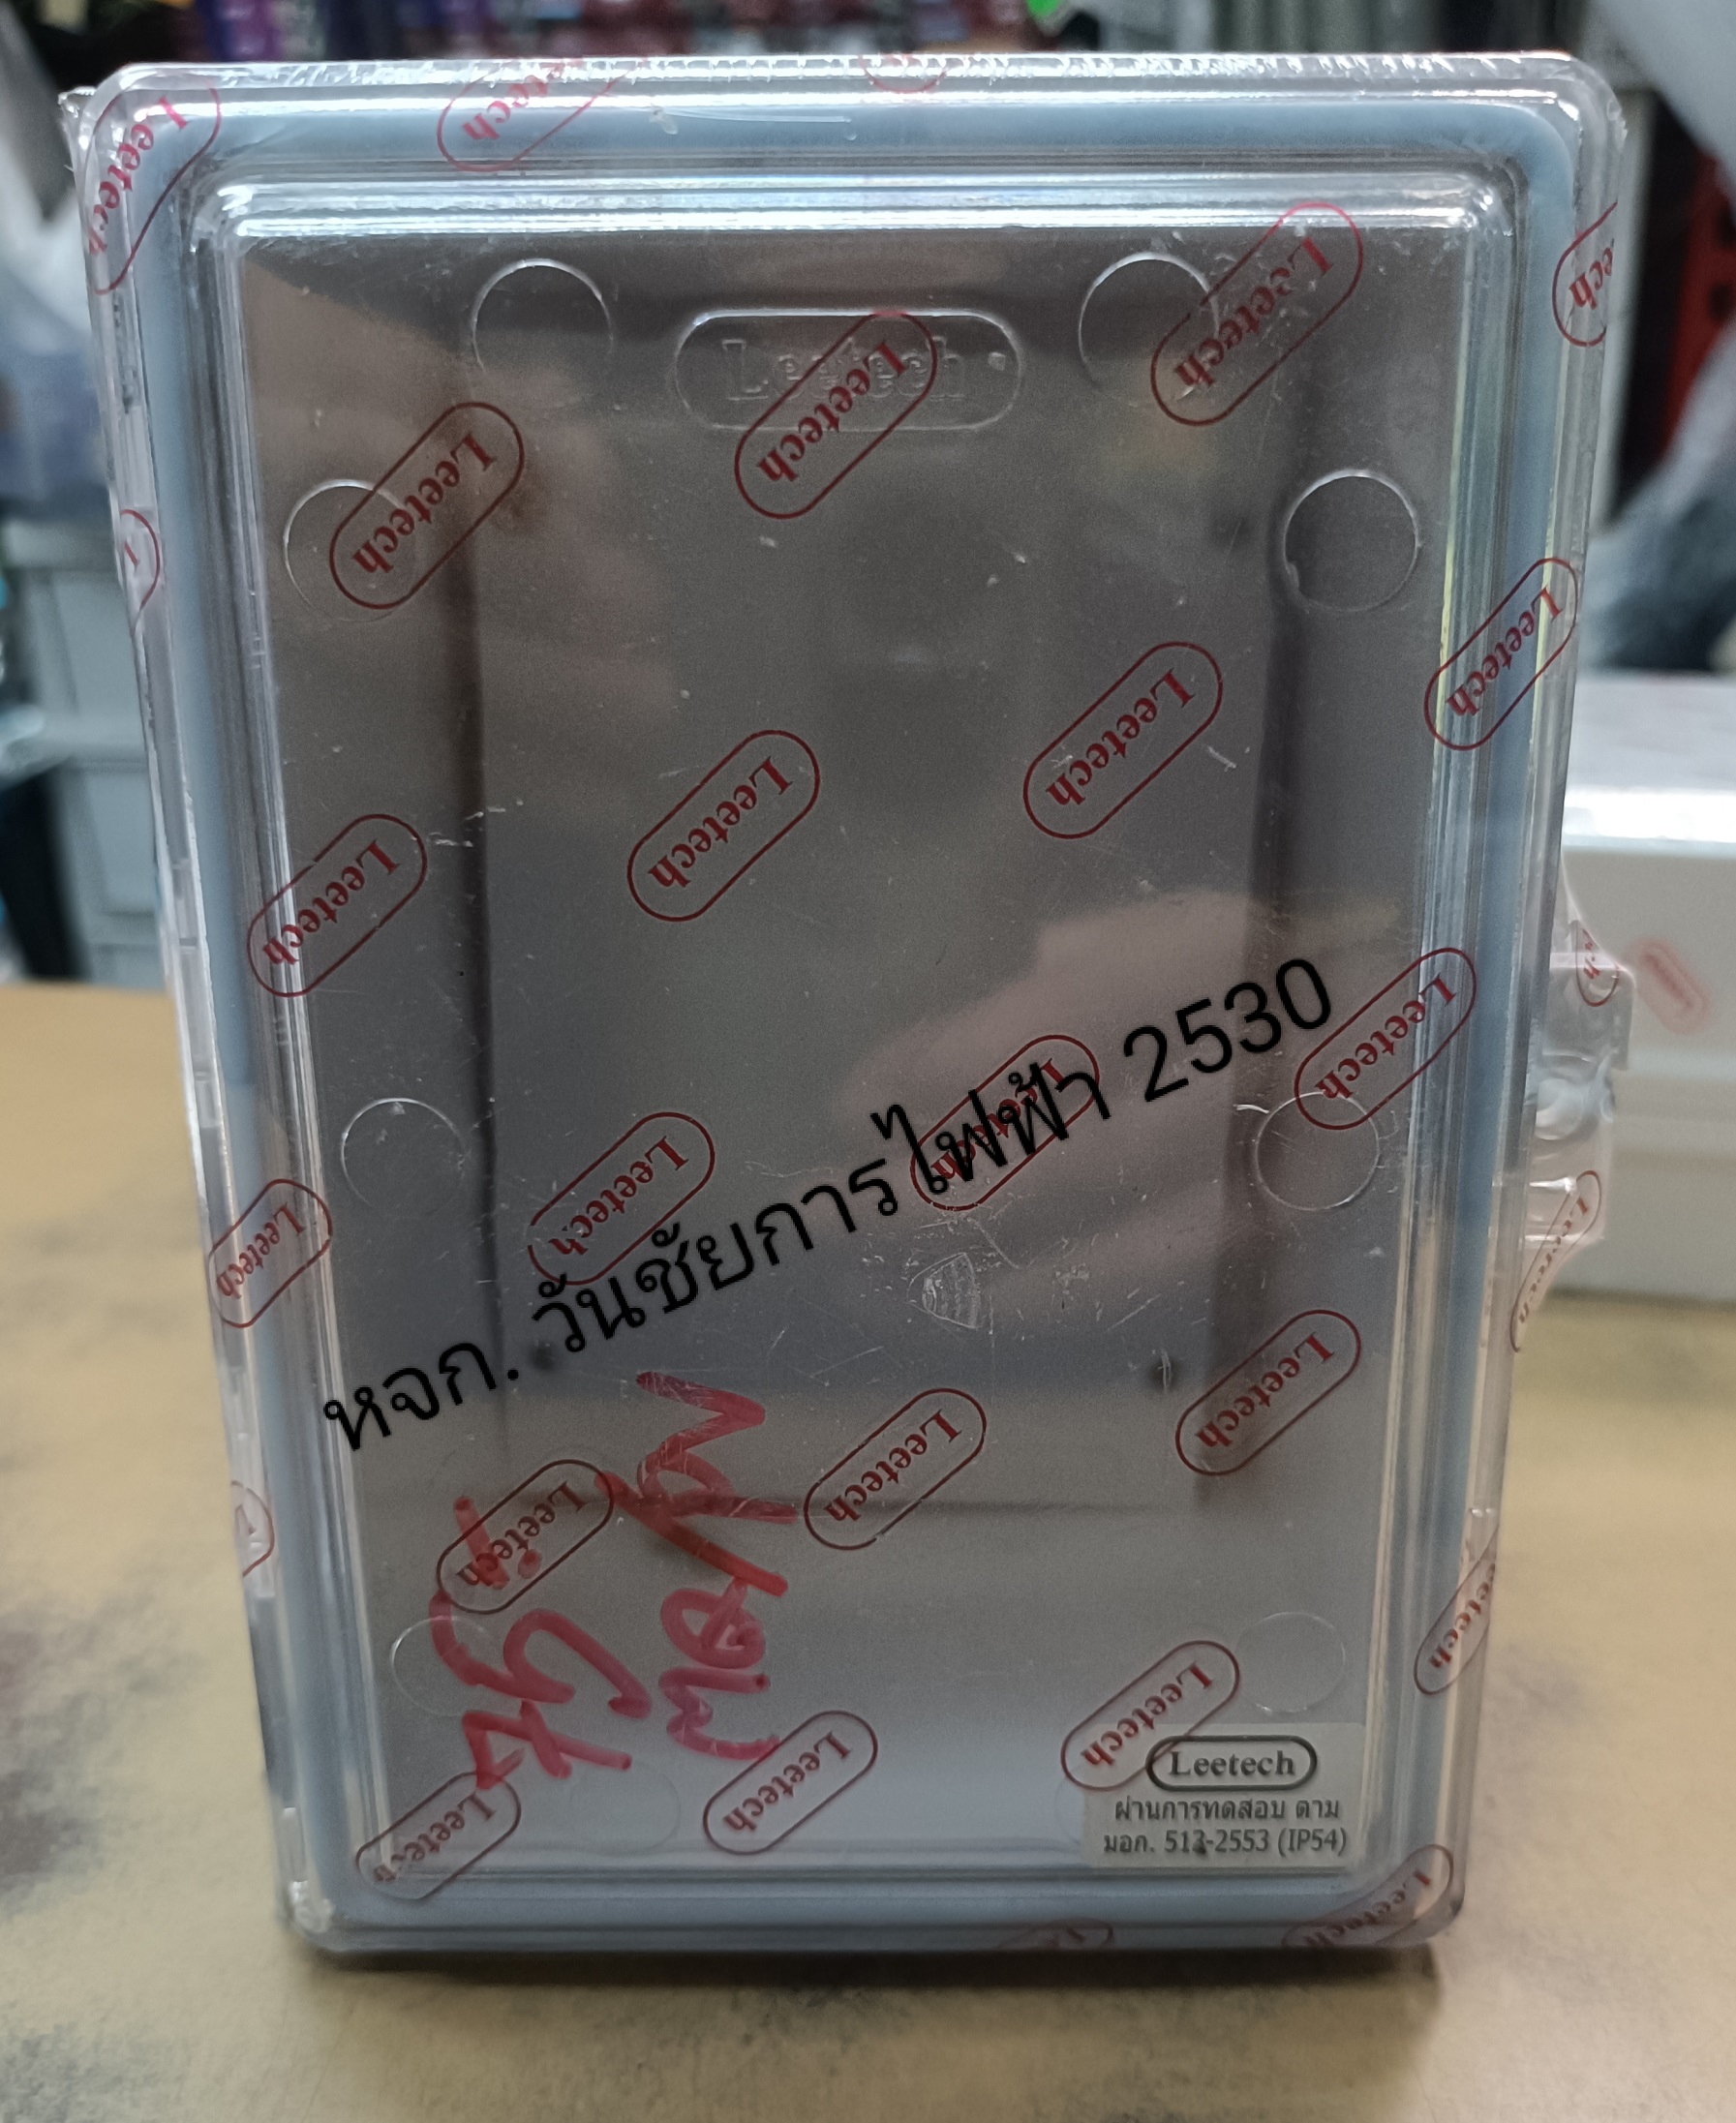 Leetech
หจก. วันชัยการไฟฟ้า 2530
Leetech
ผ่านการทดสอบ ตาม
มอก. 513-2553 (IP54)